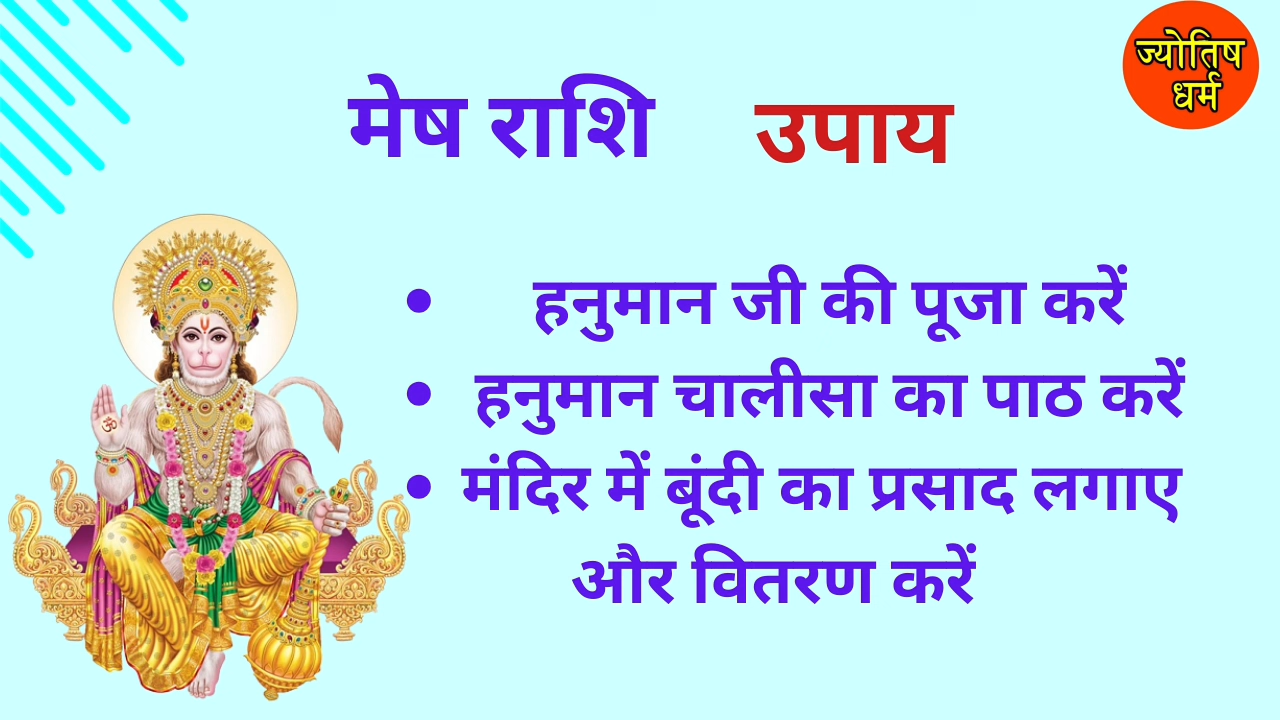 ज्योतिष
धर्म
मेष राशि उपाय
• हनुमान जी की पूजा करें
• हनुमान चालीसा का पाठ करें
• मंदिर में बूंदी का प्रसाद लगाए
और वितरण करें
ॐ